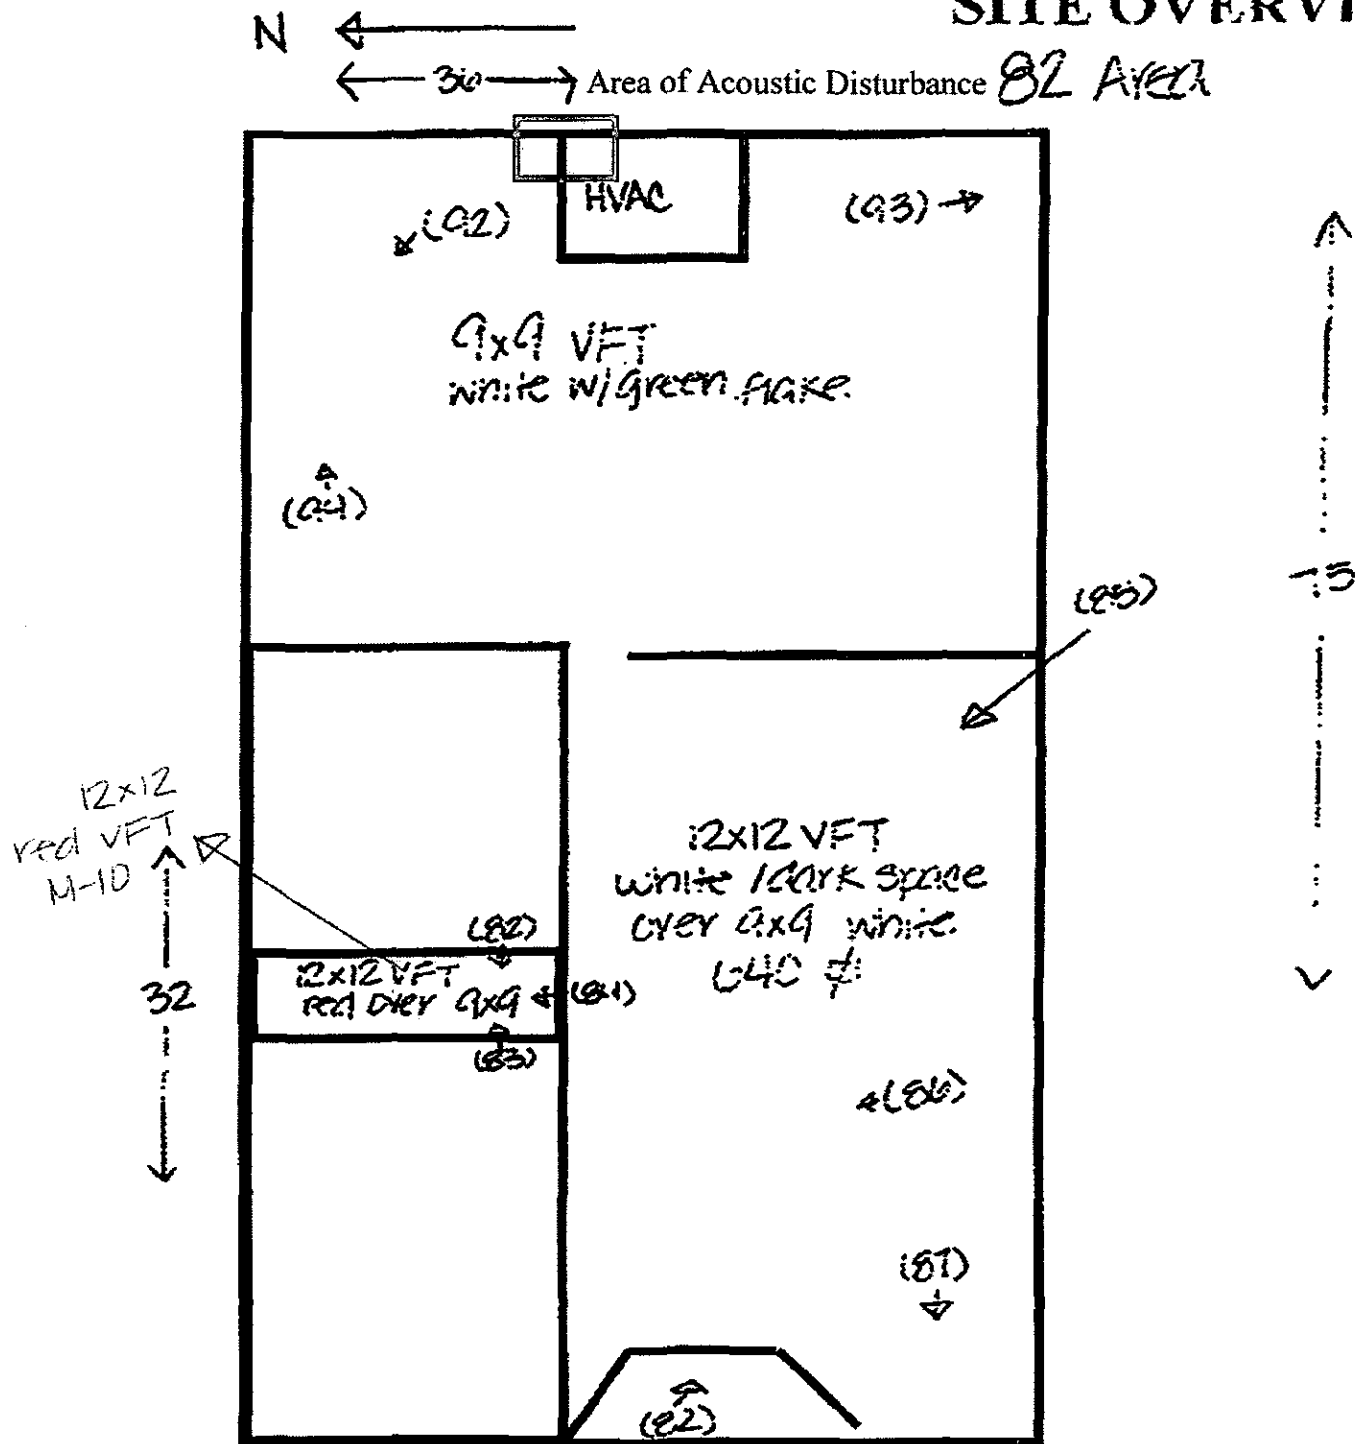 SITE OVERVI
N
36
Area of Acoustic Disturbance 82 Area
HVAC
(92)
(93)
9x9 VFT
white w/green flake
(94)
(85)
75
12x12
red VFT
M-10
12x12 VFT
white / dark space
over 9x9 white
640
(82)
12x12 VFT
red over 9x9
(84)
32
(83)
(86)
(87)
(82)